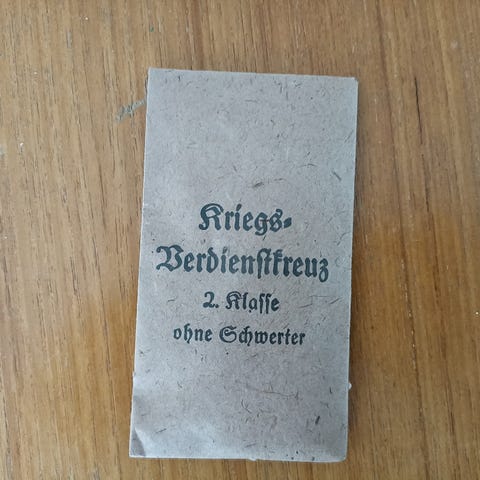 Kriegs-
Verdienstkreuz
2. Klasse
ohne Schwerter